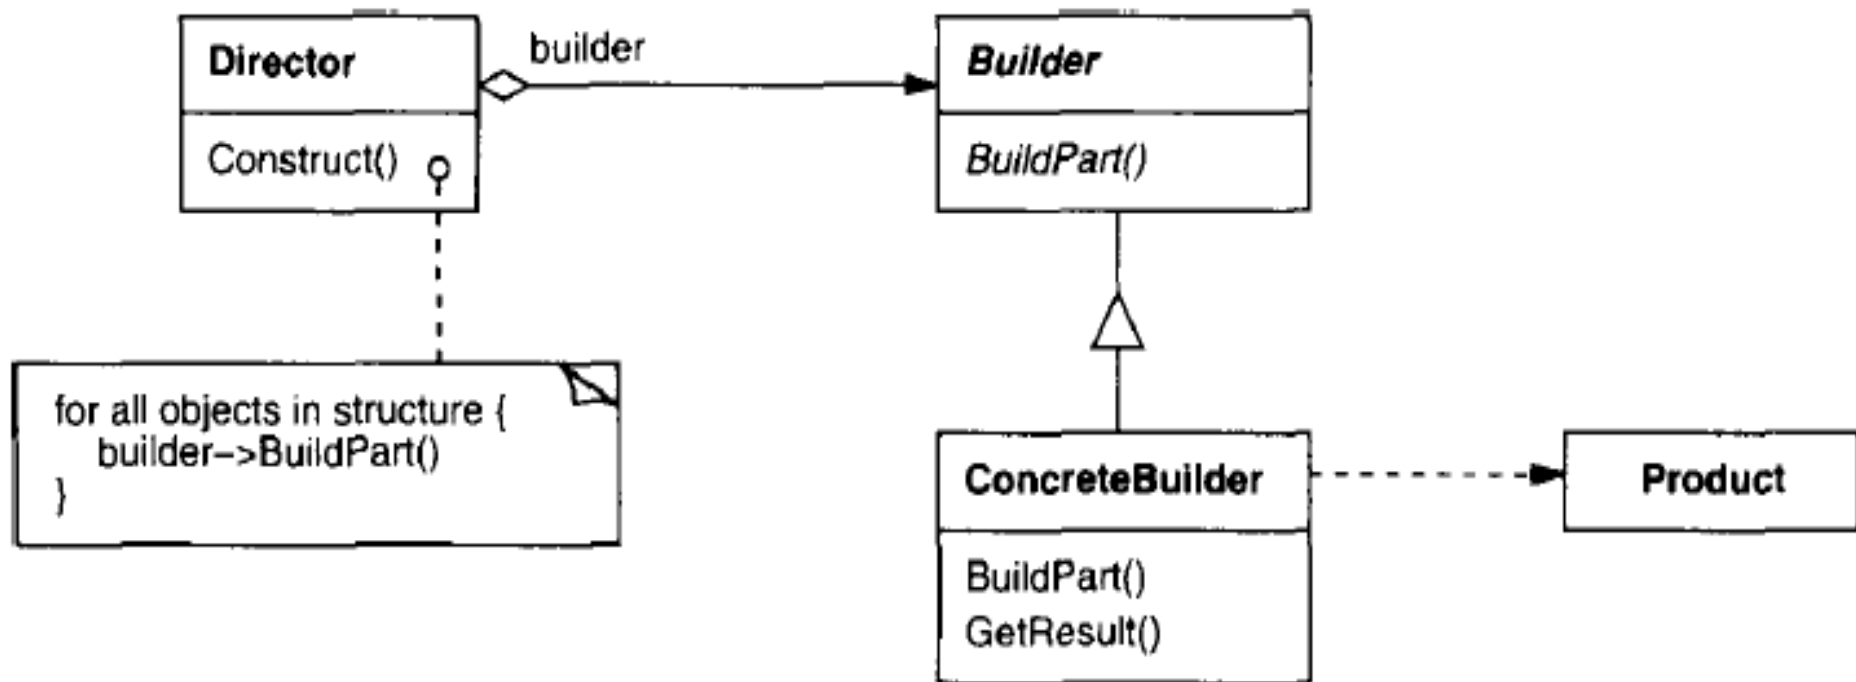 Director
builder
Builder
Construct()
BuildPart()
for all objects in structure {
builder–>BuildPart()
}
ConcreteBuilder
Product
BuildPart()
GetResult()